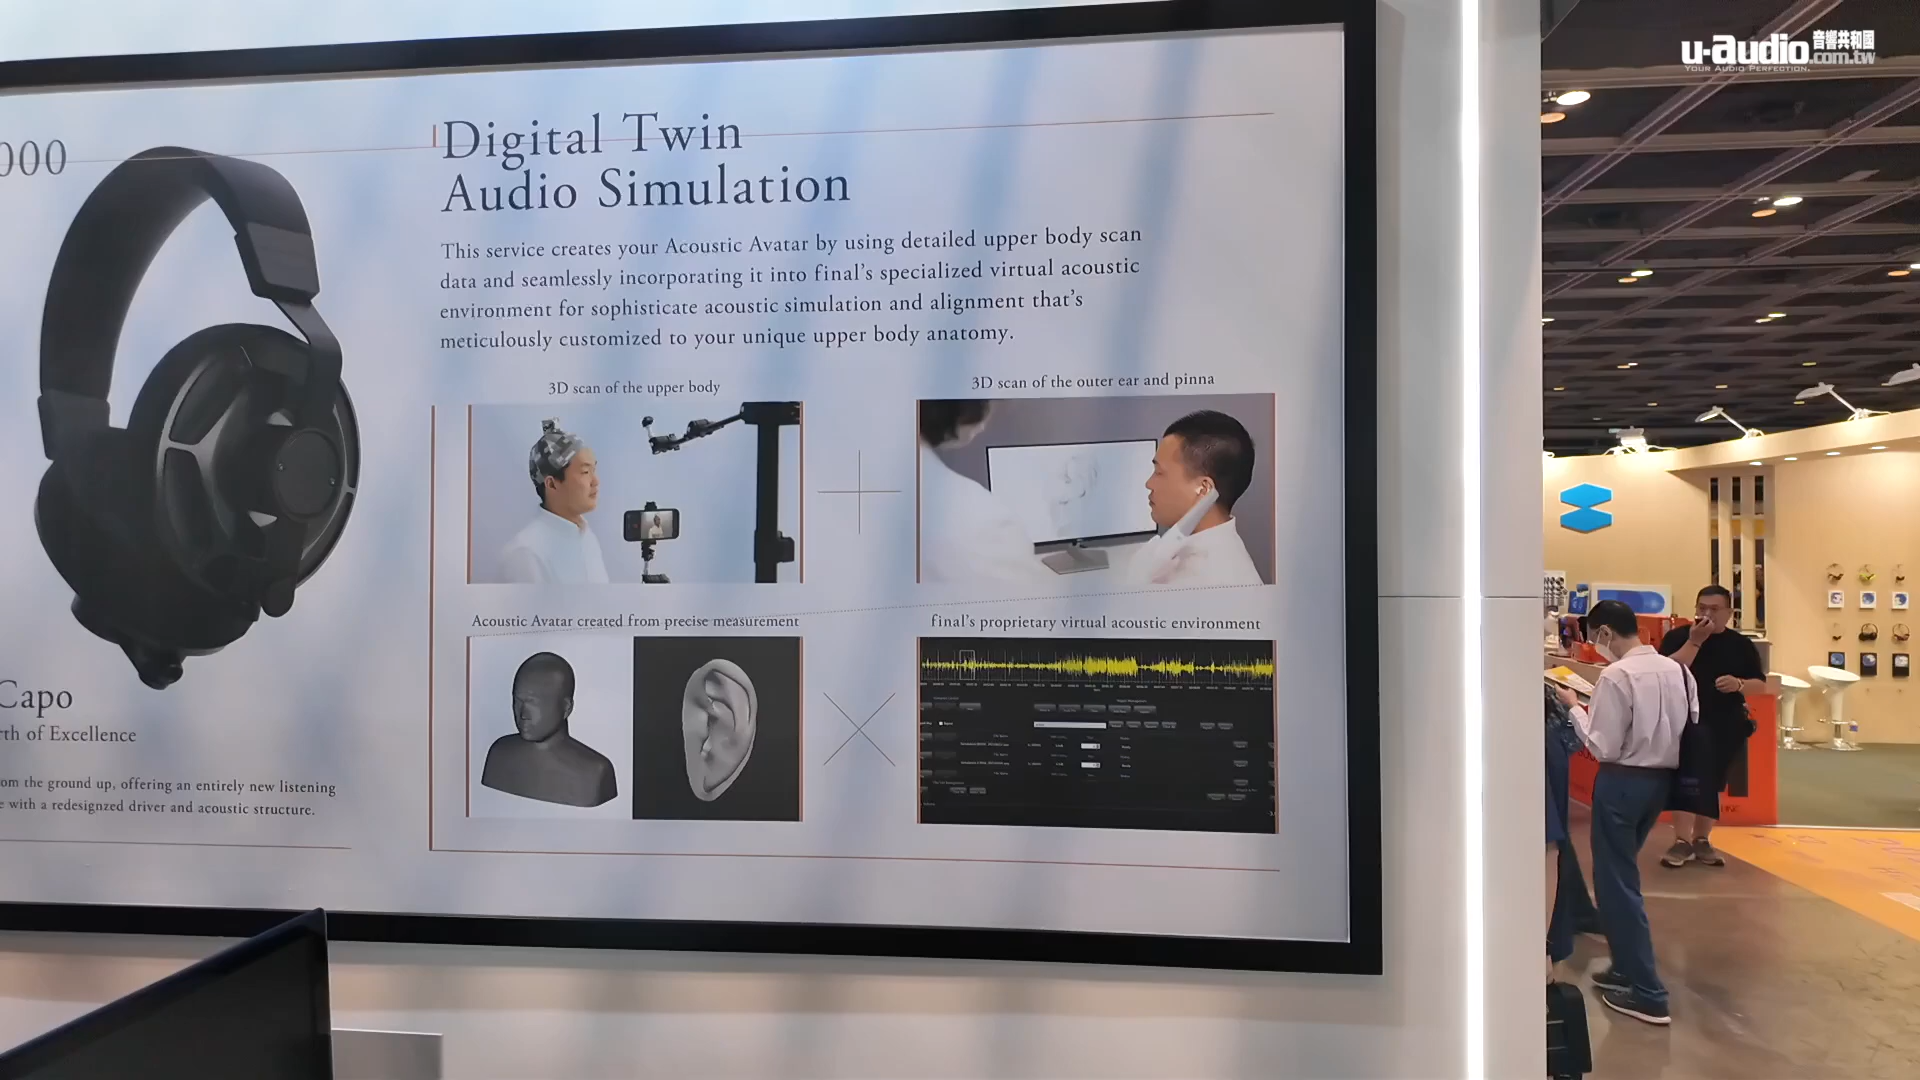 u-audio 音響共和國
.com.tw
YOUR AUDIO PERFECTION.
000
Capo
of Excellence
the ground up, offering an entirely new listening
with a redesignzed driver and acoustic structure.
Digital Twin
Audio Simulation
This service creates your Acoustic Avatar by using detailed upper body scan
data and seamlessly incorporating it into final's specialized virtual acoustic
environment for sophisticate acoustic simulation and alignment that's
meticulously customized to your unique upper body anatomy.
3D scan of the upper body
3D scan of the outer ear and pinna
Acoustic Avatar created from precise measurement
final's proprietary virtual acoustic environment